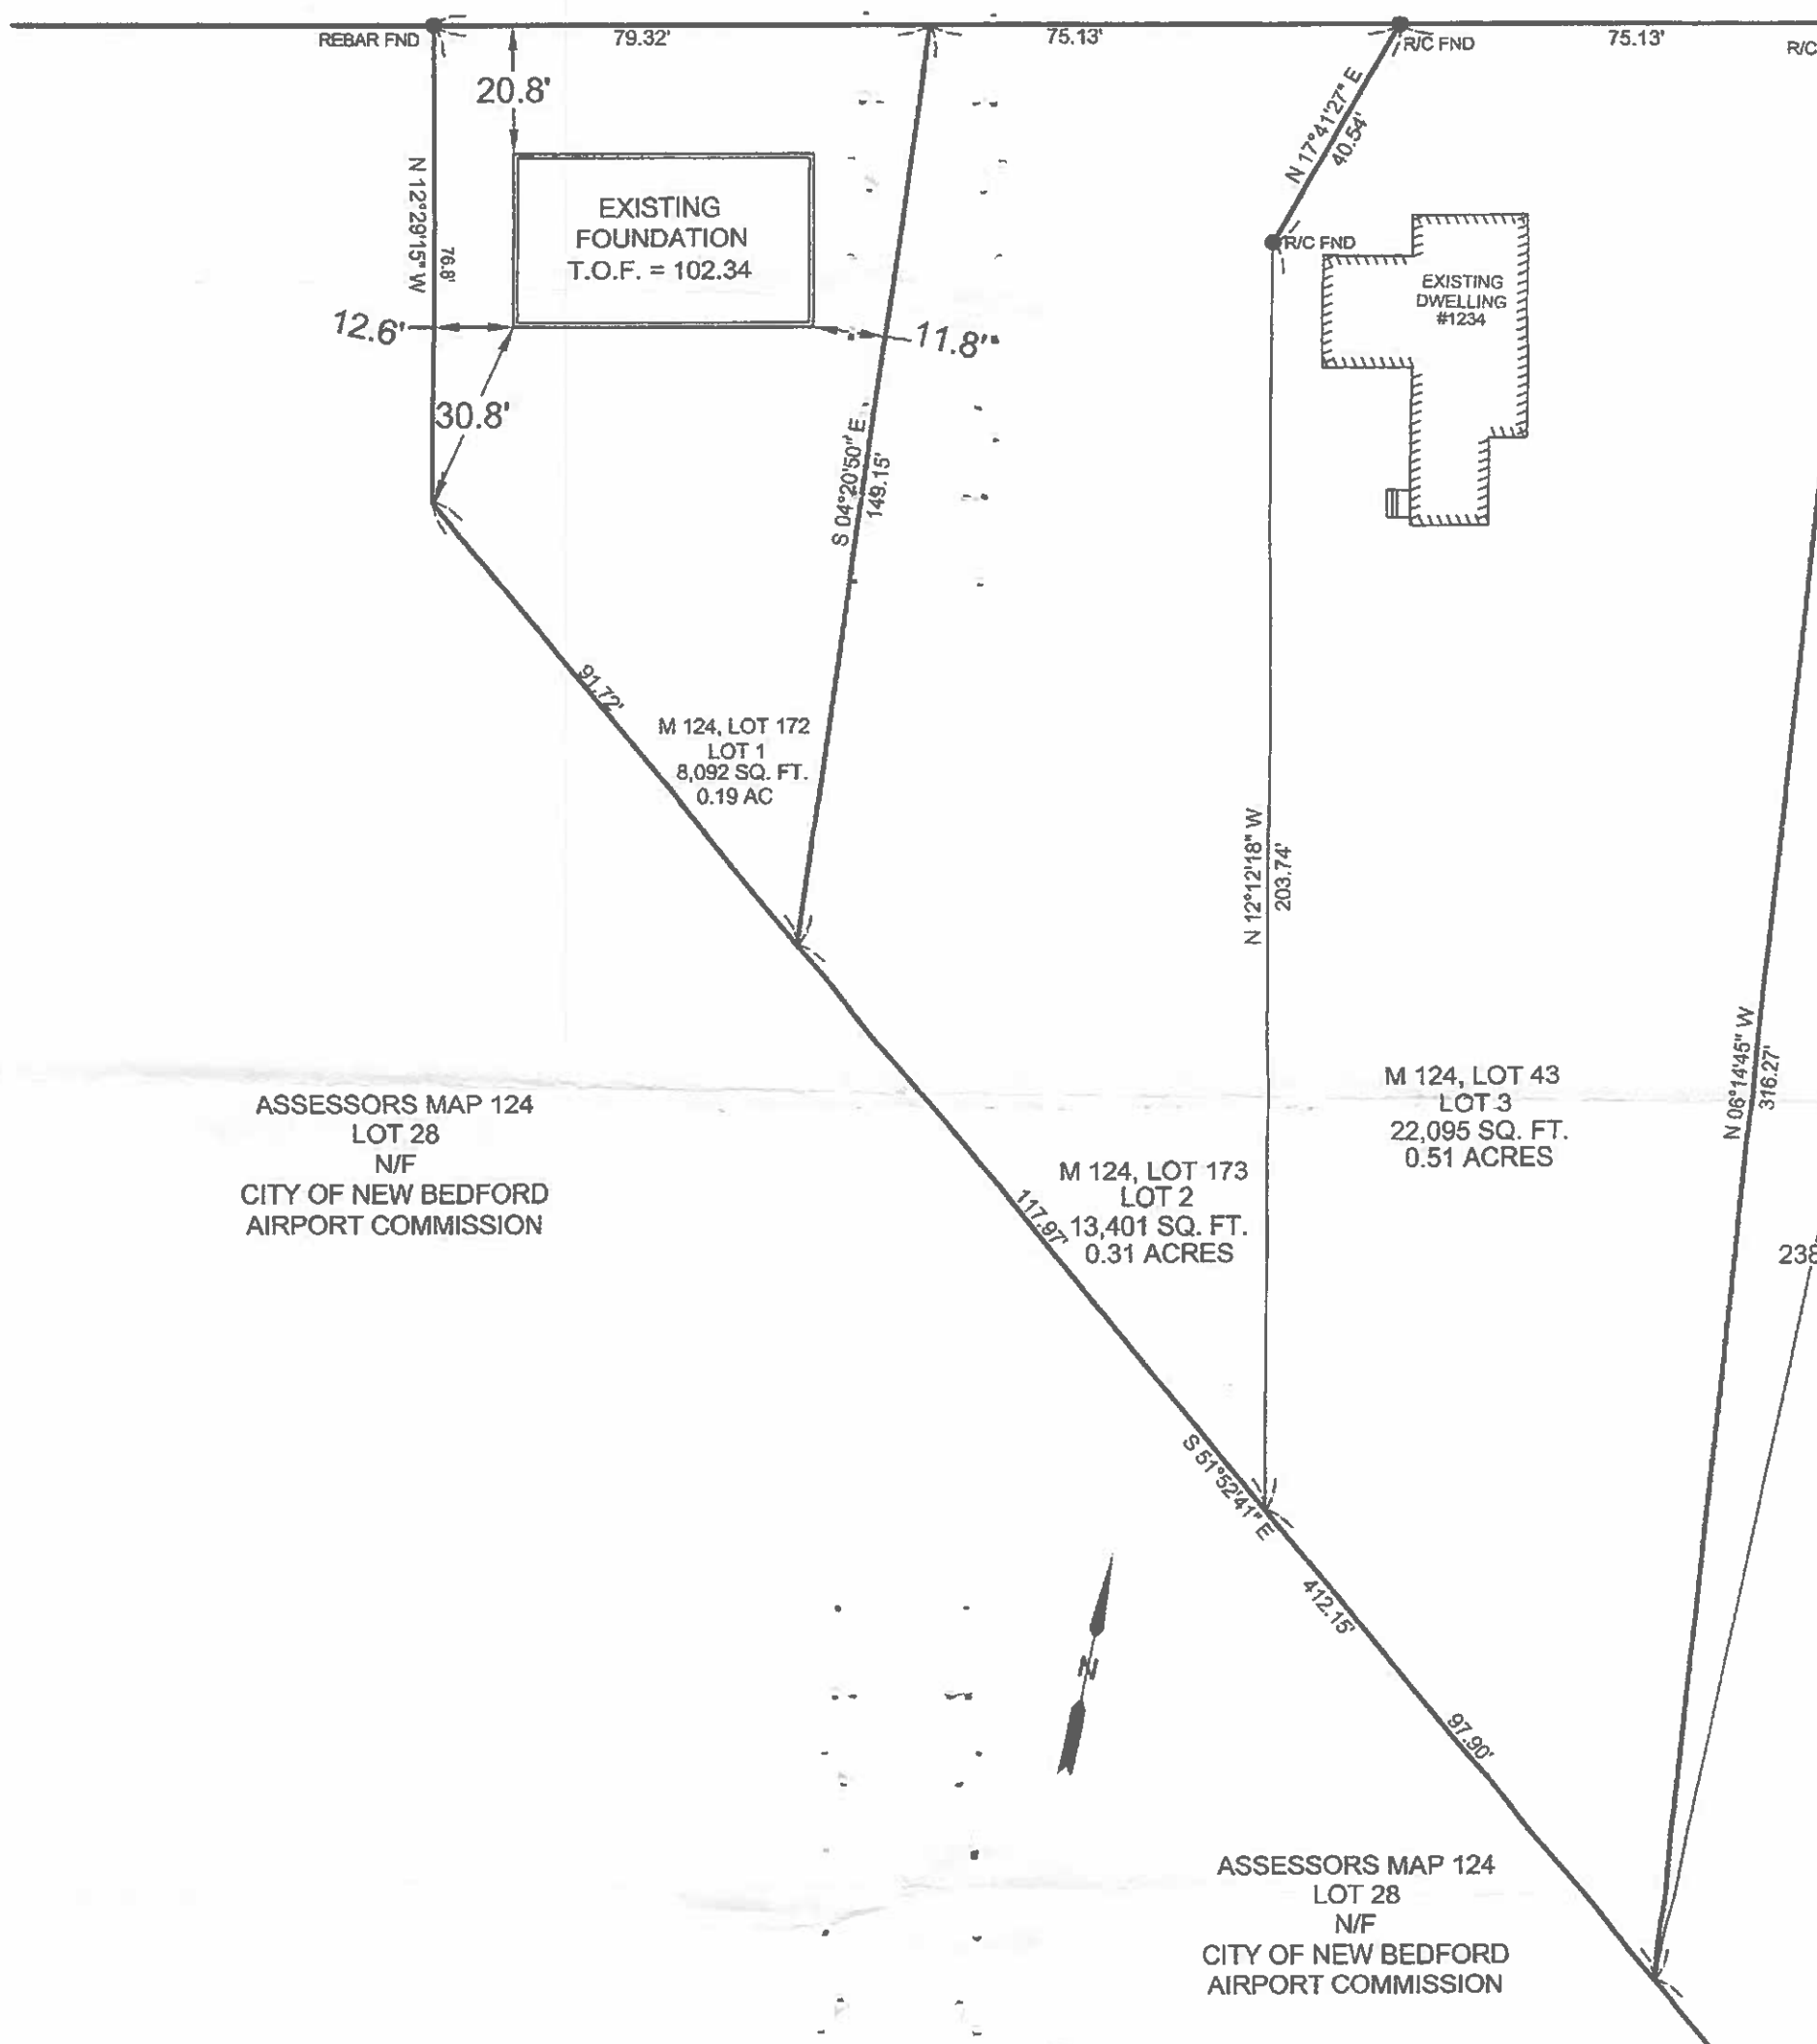 REBAR FND
79.32'
75.13'
R/C FND
75.13'
R/C
20.8'
N 17°41'27" E
40.54'
N 12°29'15" W
76.8'
EXISTING
FOUNDATION
T.O.F. = 102.34
R/C FND
EXISTING
DWELLING
#1234
12.6'
11.8'
30.8'
S 04°20'50" E
149.15'
91.72'
M 124, LOT 172
LOT 1
8,092 SQ. FT.
0.19 AC
N 12°12'18" W
203.74'
N 06°14'45" W
316.27'
M 124, LOT 43
LOT 3
22,095 SQ. FT.
0.51 ACRES
ASSESSORS MAP 124
LOT 28
N/F
CITY OF NEW BEDFORD
AIRPORT COMMISSION
M 124, LOT 173
LOT 2
13,401 SQ. FT.
0.31 ACRES
117.97'
238
S 51°52'41" E
412.15'
N
97.90'
ASSESSORS MAP 124
LOT 28
N/F
CITY OF NEW BEDFORD
AIRPORT COMMISSION